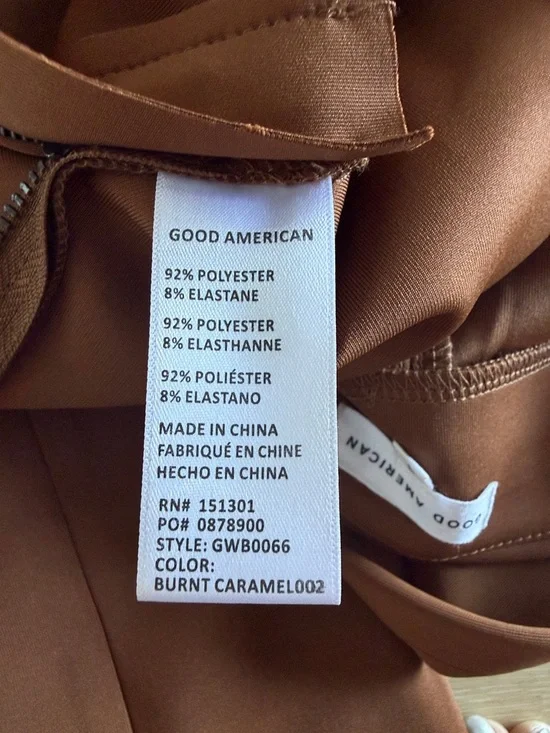 GOOD AMERICAN
92% POLYESTER
8% ELASTANE
92% POLYESTER
8% ELASTHANNE
92% POLIÉSTER
8% ELASTANO
MADE IN CHINA
FABRIQUÉ EN CHINE
HECHO EN CHINA
RN# 151301
PO# 0878900
STYLE: GWB0066
COLOR:
BURNT CARAMEL002
GOOD AMERICAN